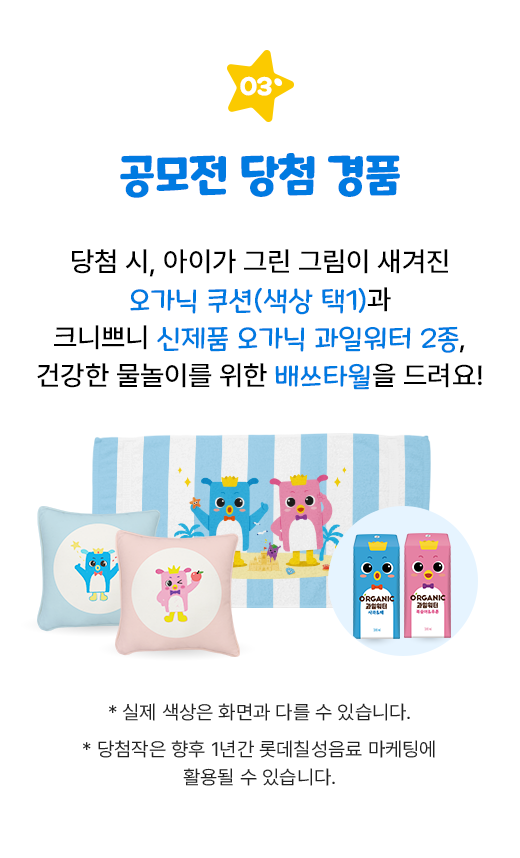 03
공모전 당첨 경품
당첨 시, 아이가 그린 그림이 새겨진
오가닉 쿠션(색상 택1)과
크니쁘니 신제품 오가닉 과일워터 2종,
건강한 물놀이를 위한 배쓰타월을 드려요!
ORGANIC
과일워터
ORGANIC
과일워터
* 실제 색상은 화면과 다를 수 있습니다.
* 당첨작은 향후 1년간 롯데칠성음료 마케팅에
활용될 수 있습니다.